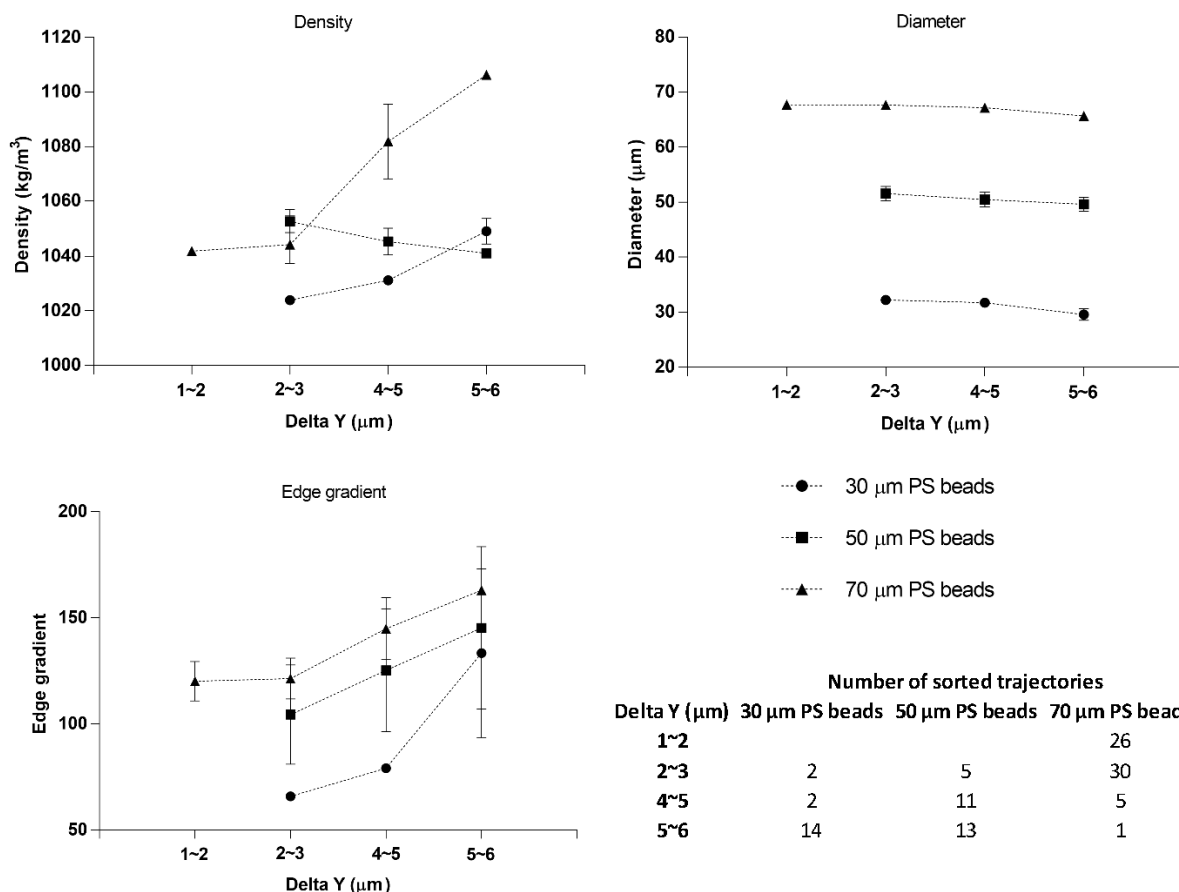 Density
1120
1100
1080
1060
1040
1020
1000
Density (kg/m³)
1~2 2~3 4~5 5~6
Delta Y (μm)
Diameter
80
70
60
50
40
30
20
Diameter (μm)
1~2 2~3 4~5 5~6
Delta Y (μm)
Edge gradient
200
150
100
50
Edge gradient
1~2 2~3 4~5 5~6
Delta Y (μm)
30 μm PS beads
50 μm PS beads
70 μm PS beads
Number of sorted trajectories
Delta Y (μm) 30 μm PS beads 50 μm PS beads 70 μm PS bead
1~2 26
2~3 2 5 30
4~5 2 11 5
5~6 14 13 1